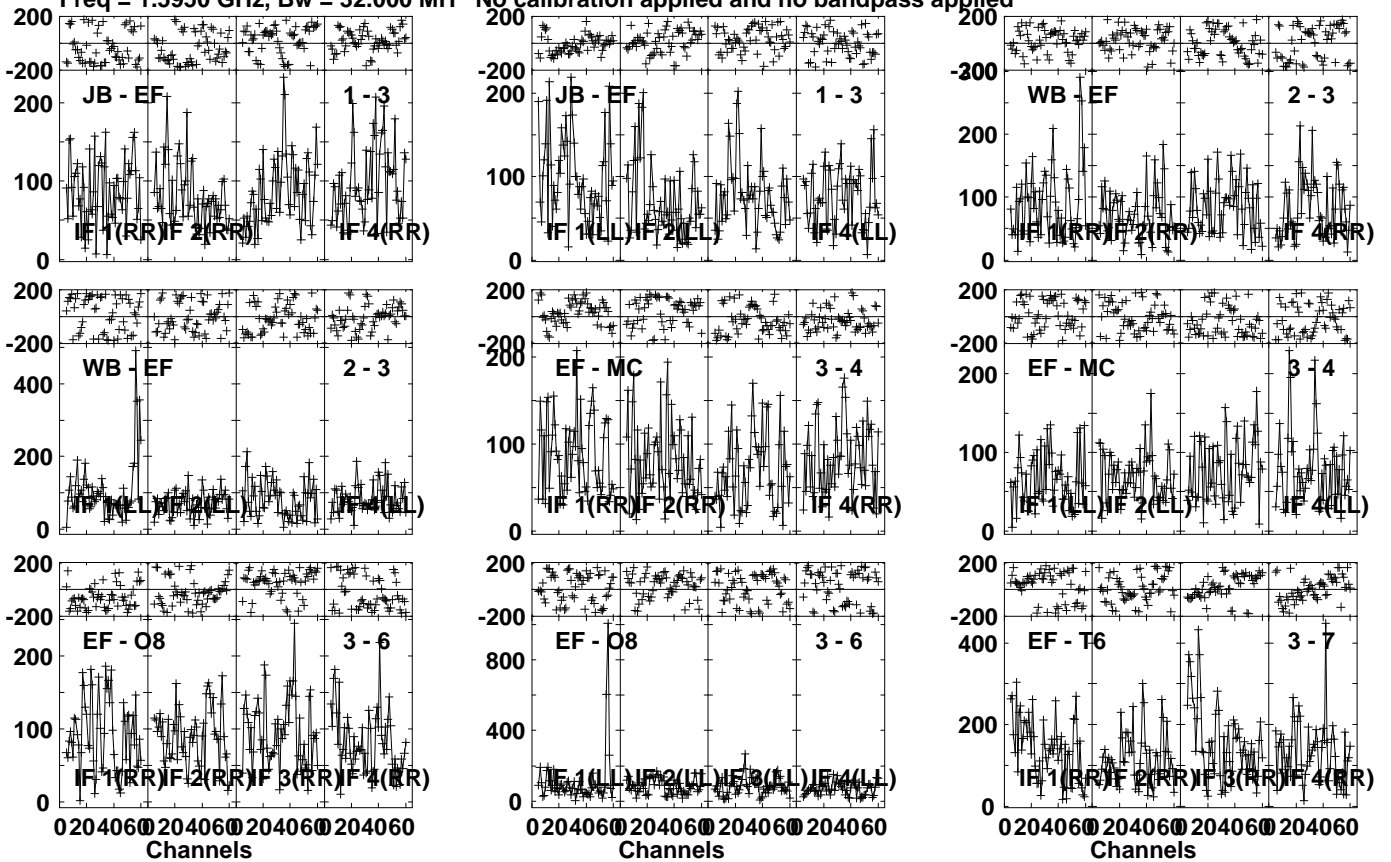 Freq = 1.5950 GHz, Bw = 32.000 MH No calibration applied and no bandpass applied
200
-200
200
100
0
JB - EF 1 - 3
IF 1(RR) IF 2(RR) IF 4(RR)
200
-200
200
100
0
JB - EF 1 - 3
IF 1(LL) IF 2(LL) IF 4(LL)
200
-200
300
200
100
0
WB - EF 2 - 3
IF 1(RR) IF 2(RR) IF 4(RR)
200
-200
400
200
0
WB - EF 2 - 3
IF 1(LL) IF 2(LL) IF 4(LL)
200
-200
200
100
0
EF - MC 3 - 4
IF 1(RR) IF 2(RR) IF 4(RR)
200
-200
200
100
0
EF - MC 3 - 4
IF 1(LL) IF 2(LL) IF 4(LL)
200
-200
200
100
0
EF - O8 3 - 6
IF 1(RR) IF 2(RR) IF 3(RR) IF 4(RR)
0 20 40 60 0 20 40 60 0 20 40 60 0 20 40 60
Channels
200
-200
800
400
0
EF - O8 3 - 6
IF 1(LL) IF 2(LL) IF 3(LL) IF 4(LL)
0 20 40 60 0 20 40 60 0 20 40 60 0 20 40 60
Channels
200
-200
400
200
0
EF - T6 3 - 7
IF 1(RR) IF 2(RR) IF 3(RR) IF 4(RR)
0 20 40 60 0 20 40 60 0 20 40 60 0 20 40 60
Channels